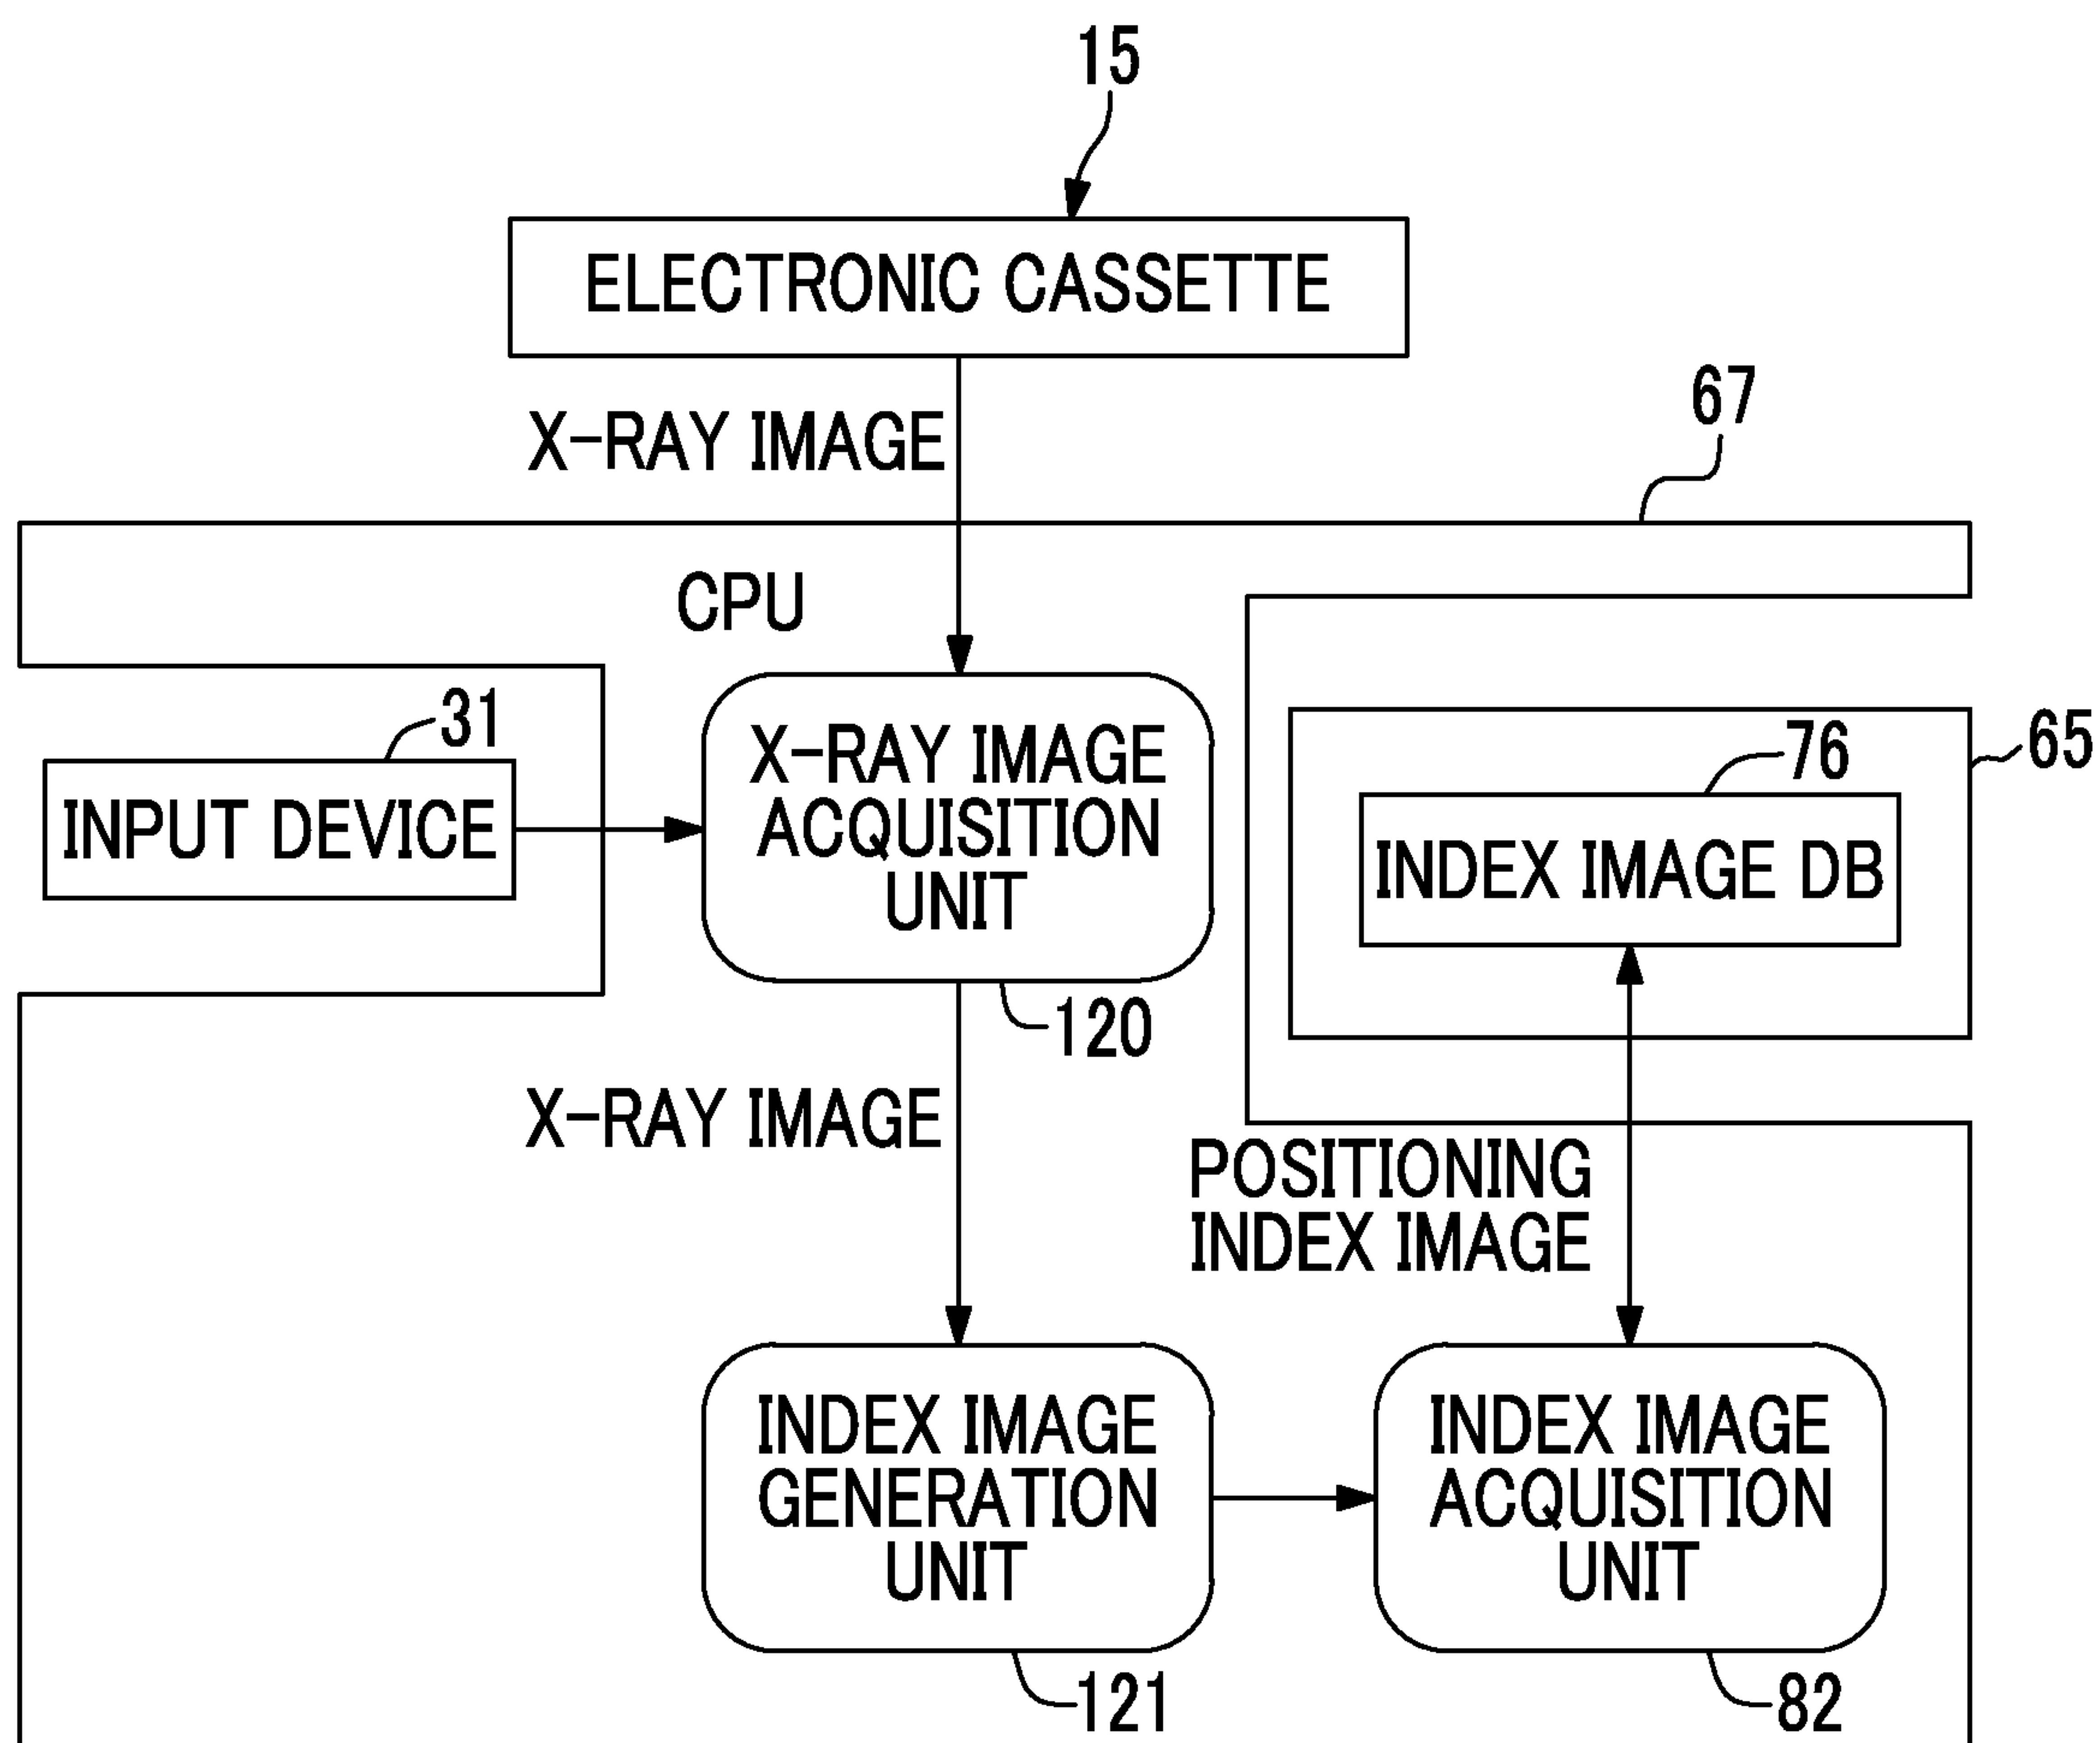 15
ELECTRONIC CASSETTE
X-RAY IMAGE
67
CPU
31
INPUT DEVICE
X-RAY IMAGE
ACQUISITION
UNIT
120
65
76
INDEX IMAGE DB
X-RAY IMAGE
POSITIONING
INDEX IMAGE
INDEX IMAGE
GENERATION
UNIT
121
INDEX IMAGE
ACQUISITION
UNIT
82